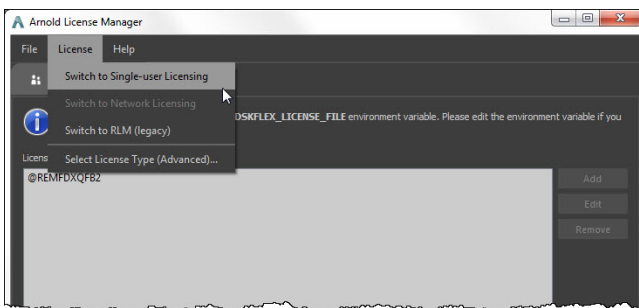 Arnold License Manager
File License Help
Switch to Single-user Licensing
Switch to Network Licensing
OSKFLEX_LICENSE_FILE environment variable. Please edit the environment variable if you
Switch to RLM (legacy)
Licens
Select License Type (Advanced)...
@REMFDXQFB2
Add
Edit
Remove